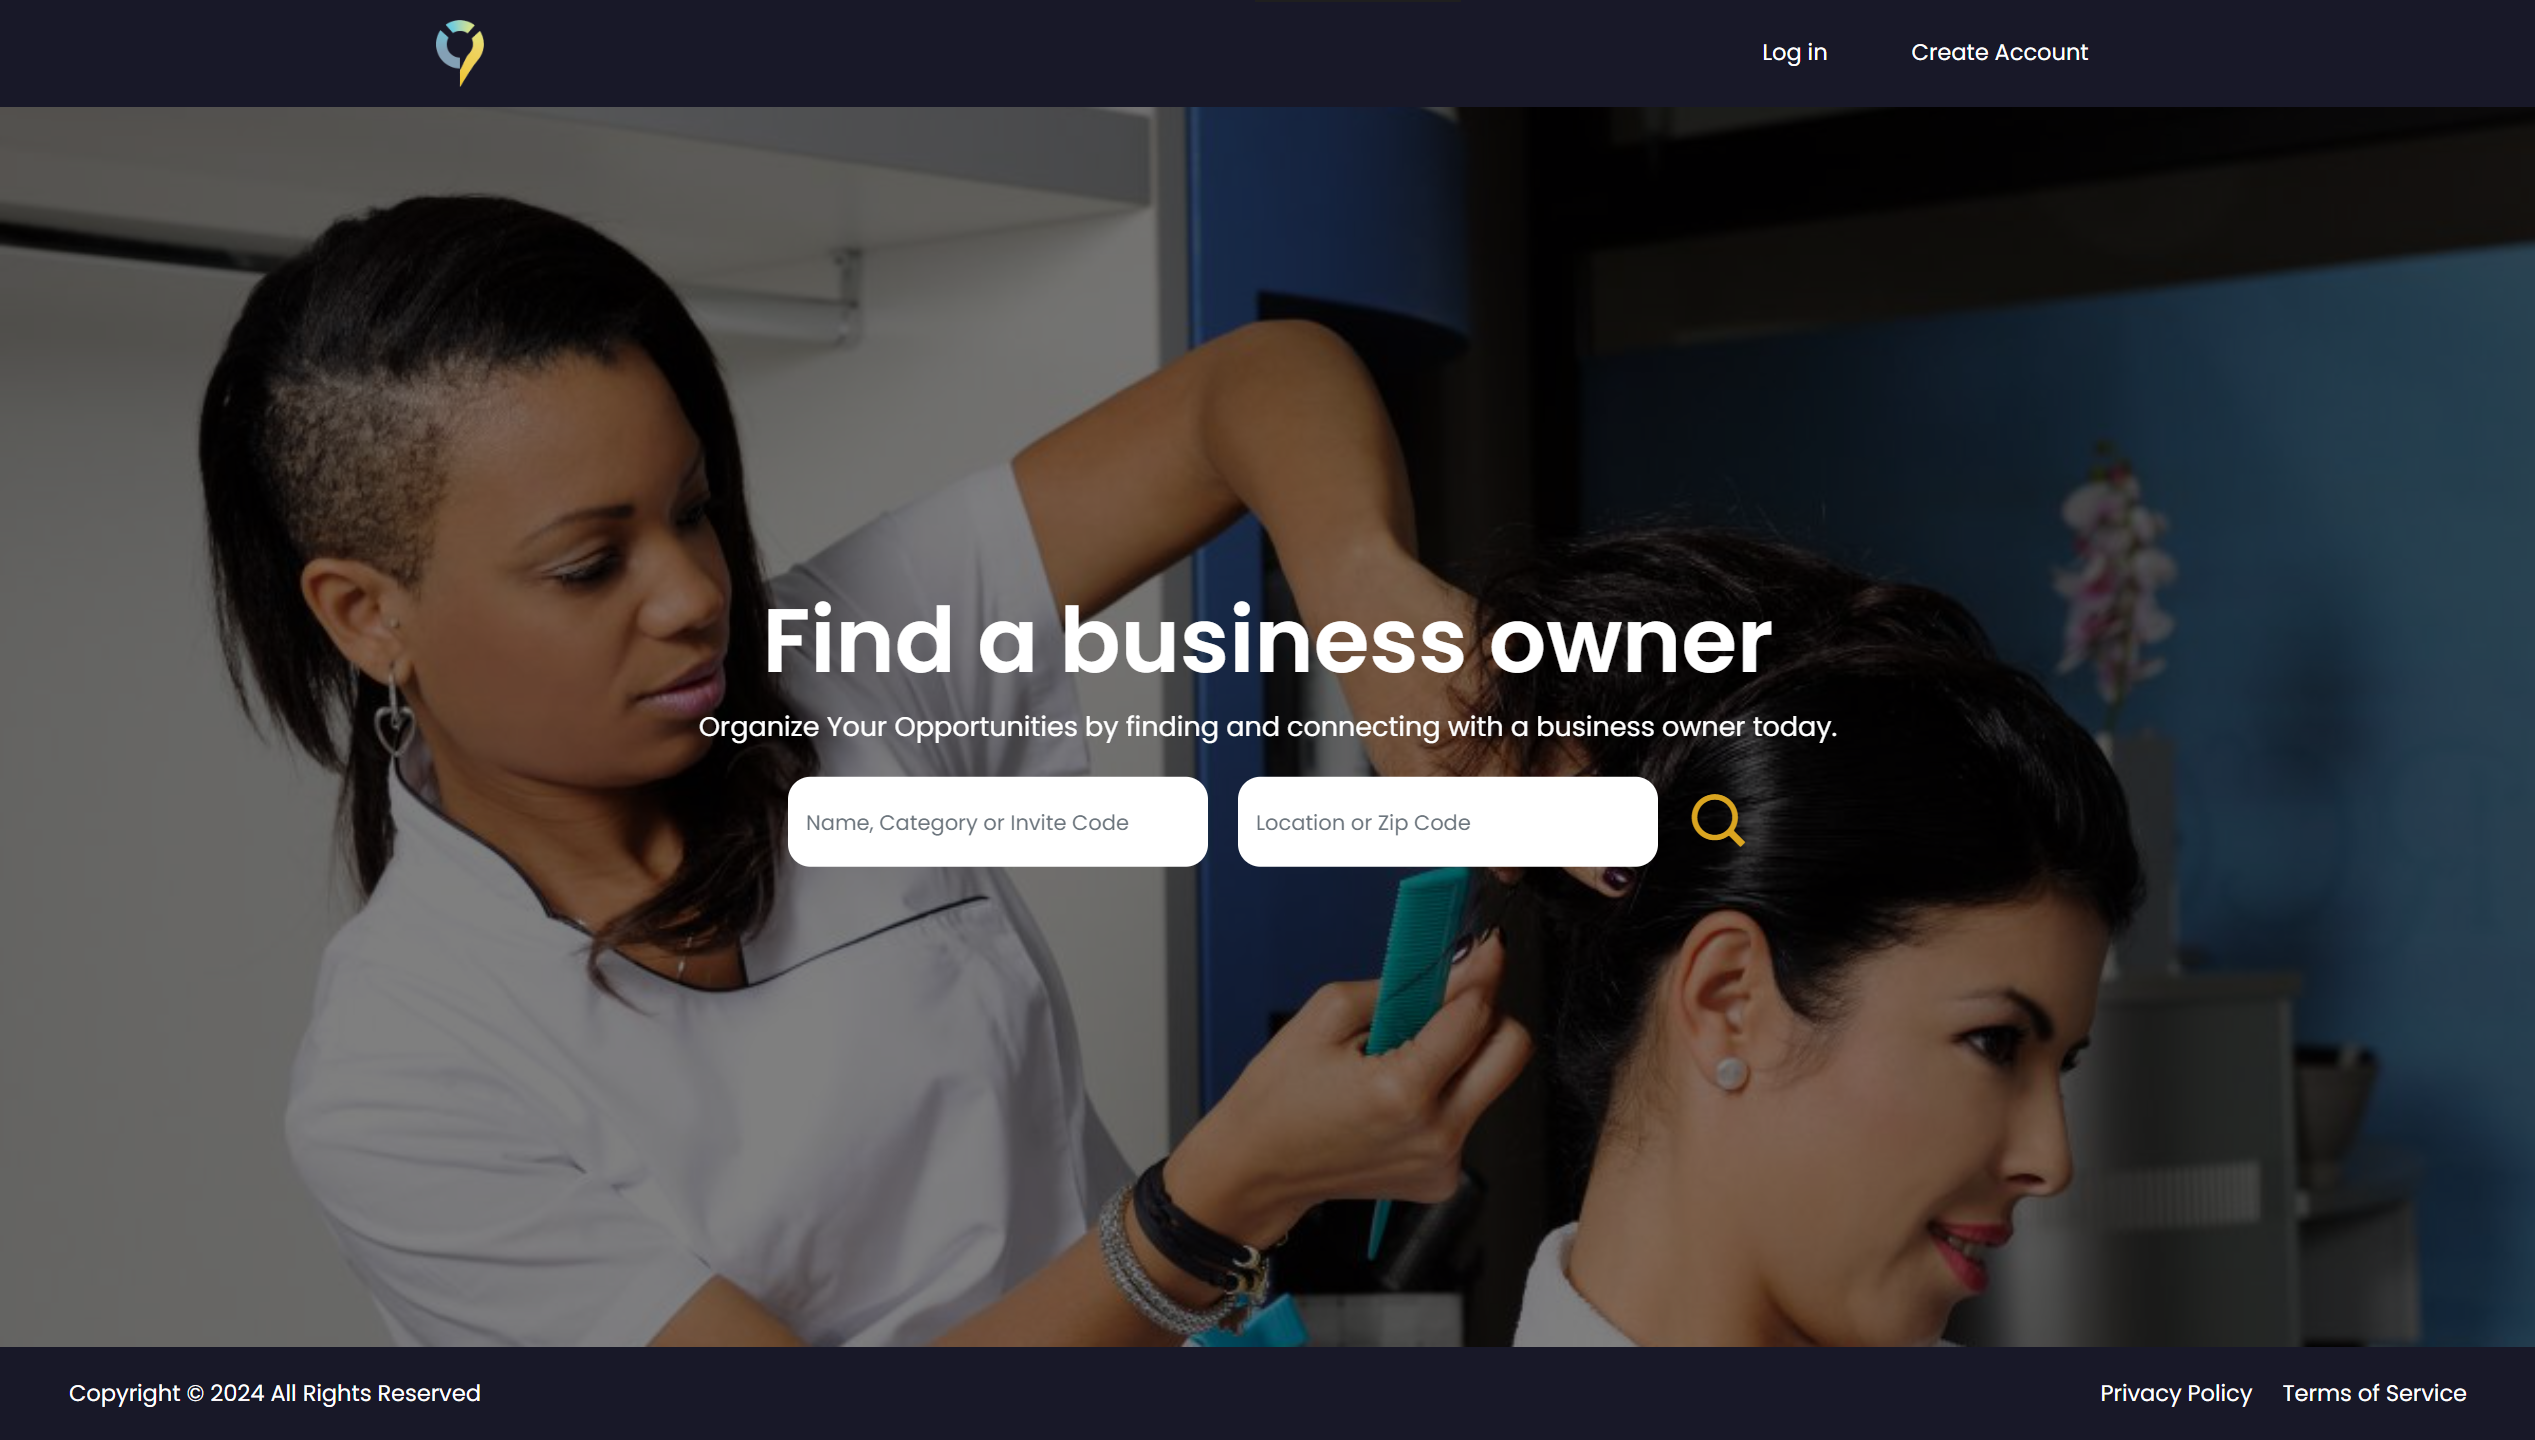 Log in
Create Account
Find a business owner
Organize Your Opportunities by finding and connecting with a business owner today.
Name, Category or Invite Code
Location or Zip Code
Copyright © 2024 All Rights Reserved
Privacy Policy
Terms of Service